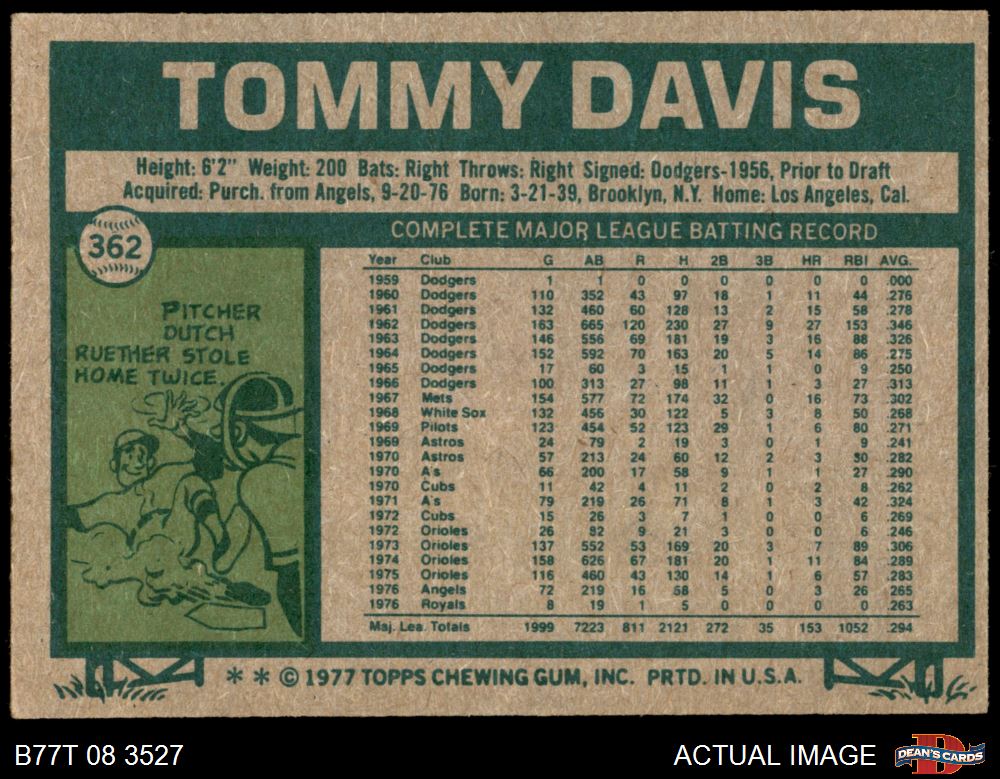 TOMMY DAVIS
Height: 6'2" Weight: 200 Bats: Right Throws: Right Signed: Dodgers-1956, Prior to Draft
Acquired: Purch. from Angels, 9-20-76 Born: 3-21-39, Brooklyn, N.Y. Home: Los Angeles, Cal.
362
PITCHER
DUTCH
RUETHER STOLE
HOME TWICE.
COMPLETE MAJOR LEAGUE BATTING RECORD
Year Club G AB R H 2B 3B HR RBI AVG.
1959 Dodgers 1 1 0 0 0 0 0 0 .000
1960 Dodgers 110 352 43 97 18 1 11 44 .276
1961 Dodgers 132 460 60 128 13 2 15 58 .278
1962 Dodgers 163 665 120 230 27 9 27 153 .346
1963 Dodgers 146 556 69 181 19 3 16 88 .326
1964 Dodgers 152 592 70 163 20 5 14 86 .275
1965 Dodgers 17 60 3 15 1 1 0 9 .250
1966 Dodgers 100 313 27 98 11 1 3 27 .313
1967 Mets 154 577 72 174 32 0 16 73 .302
1968 White Sox 132 456 30 122 5 3 8 50 .268
1969 Pilots 123 454 52 123 29 1 6 80 .271
1969 Astros 24 79 2 19 3 0 1 9 .241
1970 Astros 57 213 24 60 12 2 3 30 .282
1970 A's 66 200 17 58 9 1 1 27 .290
1970 Cubs 11 42 4 11 2 0 2 8 .262
1971 A's 79 219 26 71 8 1 3 42 .324
1972 Cubs 15 26 3 7 1 0 0 6 .269
1972 Orioles 26 82 9 21 3 0 0 6 .246
1973 Orioles 137 552 53 169 20 3 7 89 .306
1974 Orioles 158 626 67 181 20 1 11 84 .289
1975 Orioles 116 460 43 130 14 1 6 57 .283
1976 Angels 72 219 16 58 5 0 3 26 .265
1976 Royals 8 19 1 5 0 0 0 0 .263
Maj. Lea. Totals 1999 7223 811 2121 272 35 153 1052 .294
* * © 1977 TOPPS CHEWING GUM, INC. PRTD. IN U.S.A.
B77T 08 3527
ACTUAL IMAGE
D
DEAN'S CARDS